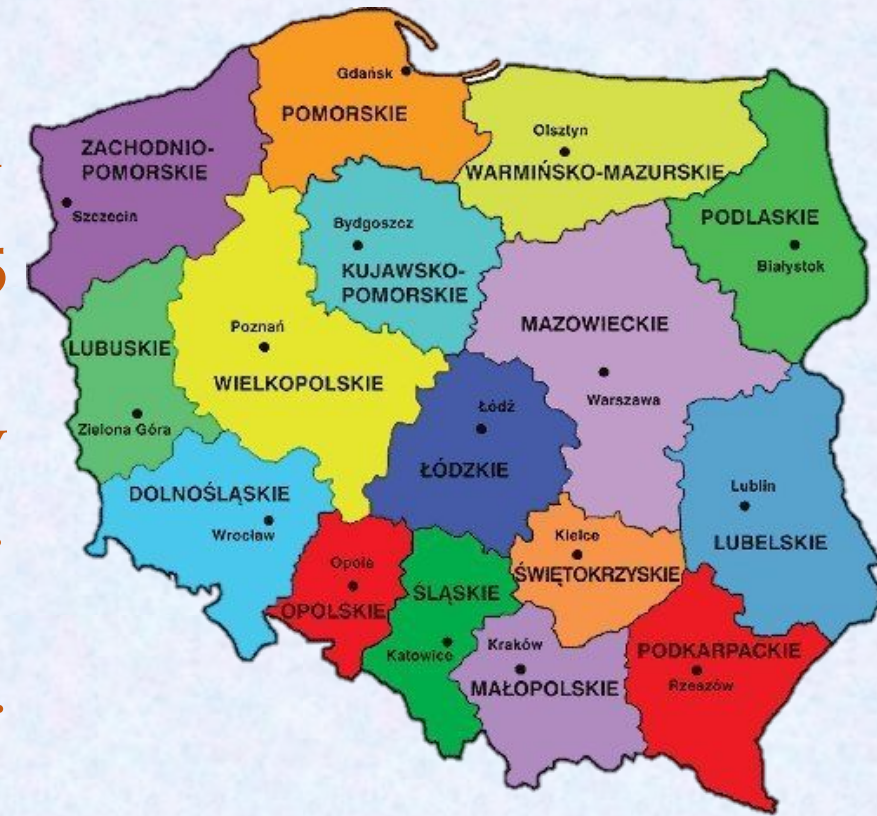 Gdańsk
POMORSKIE
ZACHODNIO-
POMORSKIE
Szczecin
Olsztyn
WARMIŃSKO-MAZURSKIE
PODLASKIE
Białystok
Bydgoszcz
KUJAWSKO-
POMORSKIE
5
MAZOWIECKIE
Warszawa
LUBUSKIE
Zielona Góra
Poznań
WIELKOPOLSKIE
Łódź
ŁÓDZKIE
DOLNOŚLĄSKIE
Wrocław
Lublin
LUBELSKIE
Kielce
ŚWIĘTOKRZYSKIE
Opole
OPOLSKIE
ŚLĄSKIE
Katowice
Kraków
MAŁOPOLSKIE
PODKARPACKIE
Rzeszów